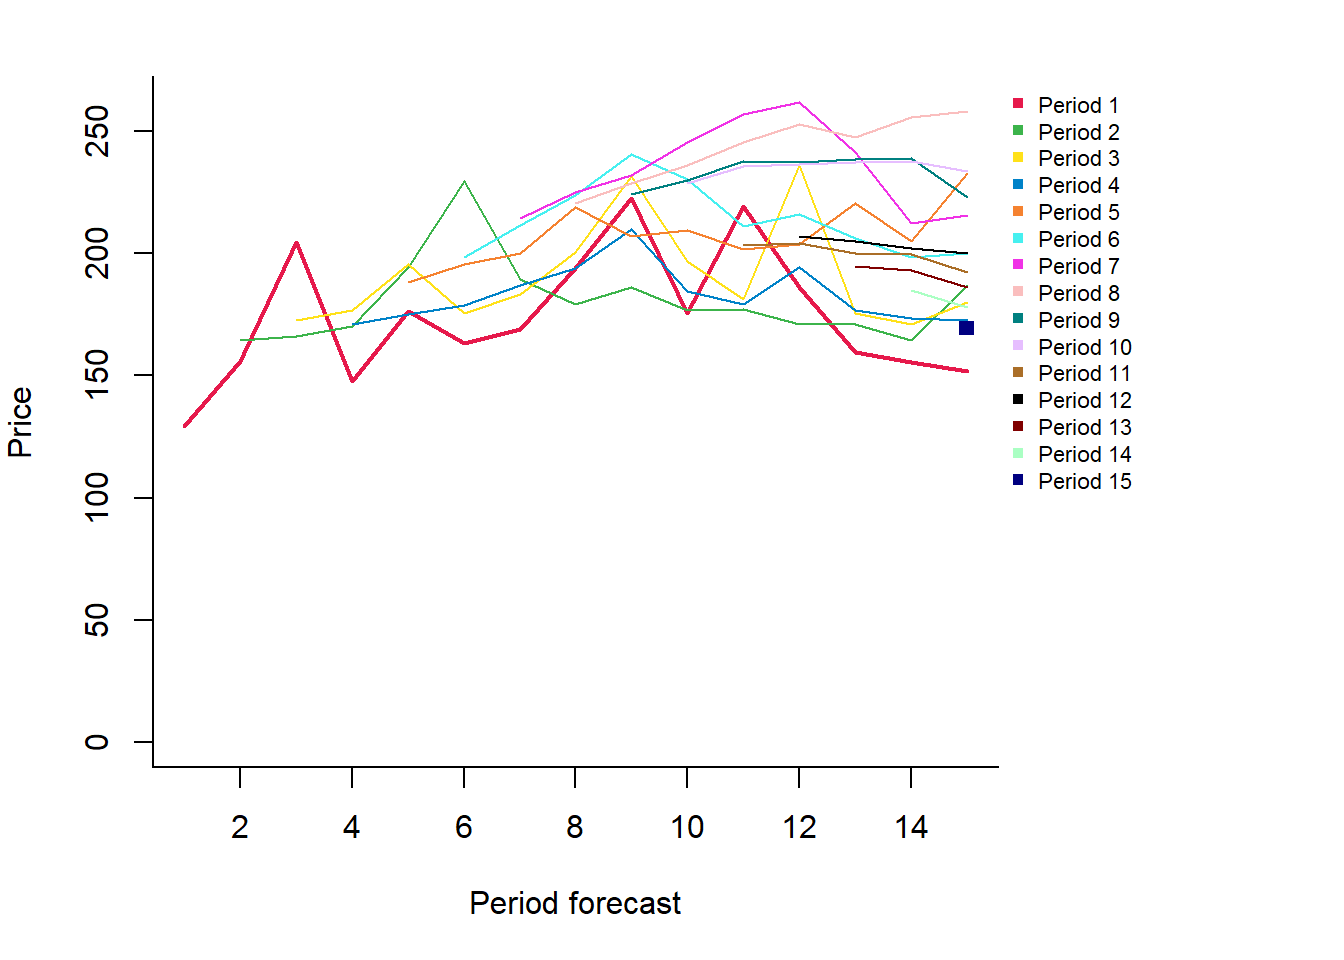 Price
250
200
150
100
50
0
2 4 6 8 10 12 14
Period forecast
Period 1
Period 2
Period 3
Period 4
Period 5
Period 6
Period 7
Period 8
Period 9
Period 10
Period 11
Period 12
Period 13
Period 14
Period 15